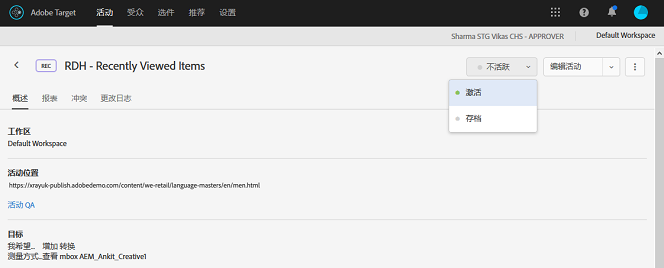 Adobe Target 活动 受众 选件 推荐 设置
Sharma STG Vikas CHS - APPROVER Default Workspace
REC RDH - Recently Viewed Items 不活跃 编辑活动
激活
存档
概述 报表 冲突 更改日志
工作区
Default Workspace
活动位置
https://xrayuk-publish.adobedemo.com/content/we-retail/language-masters/en/men.html
活动 QA
目标
我希望... 增加 转换
测量方式...查看 mbox AEM_Ankit_Creative1